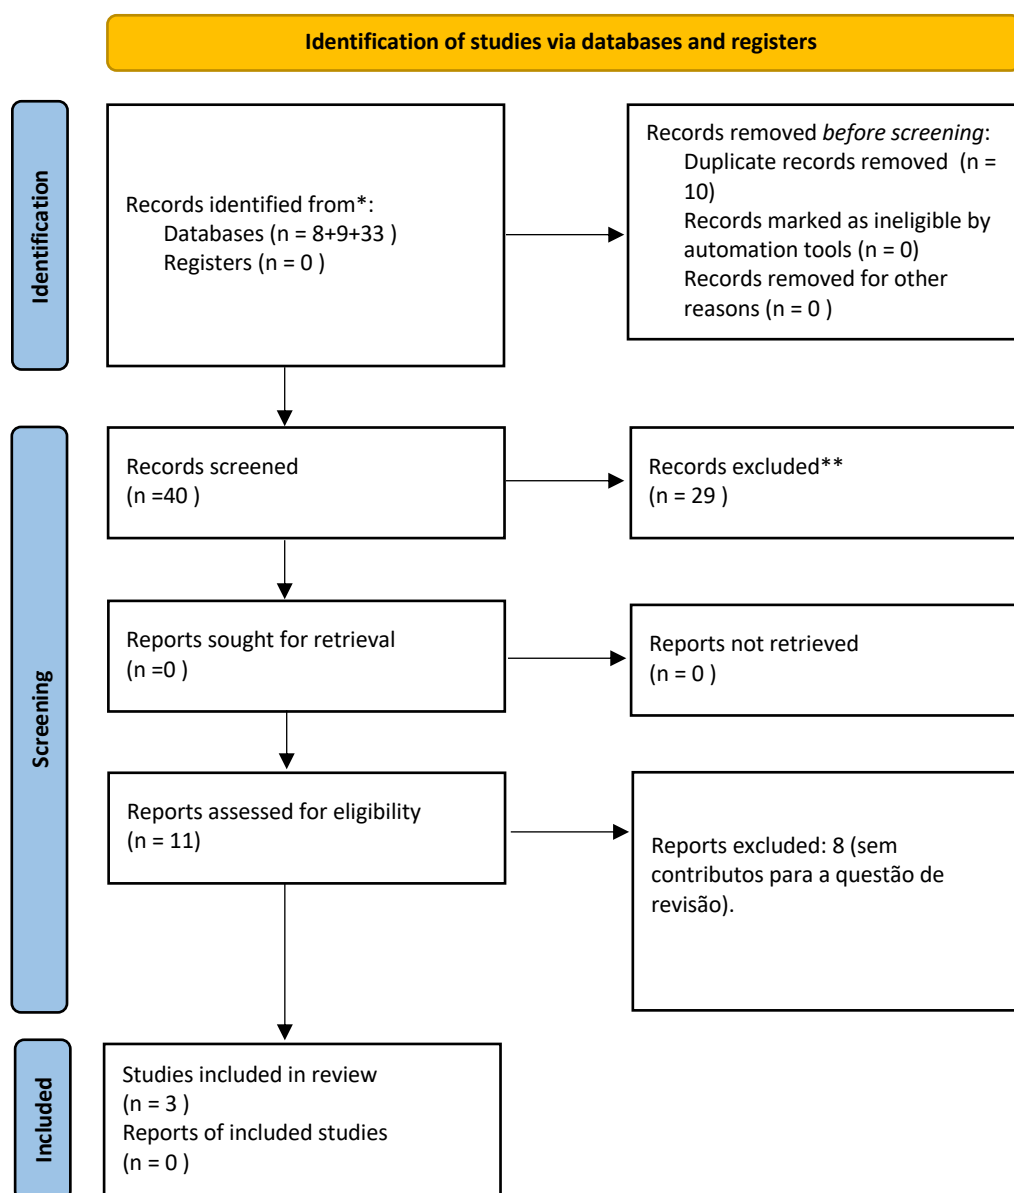 Identification of studies via databases and registers
Identification
Records identified from*:
Databases (n = 8+9+33 )
Registers (n = 0 )
Records removed before screening:
Duplicate records removed  (n =
10)
Records marked as ineligible by
automation tools (n = 0)
Records removed for other
reasons (n = 0 )
Screening
Records screened
(n =40 )
Records excluded**
(n = 29 )
Reports sought for retrieval
(n =0 )
Reports not retrieved
(n = 0 )
Reports assessed for eligibility
(n = 11)
Reports excluded: 8 (sem
contributos para a questão de
revisão).
Included
Studies included in review
(n = 3 )
Reports of included studies
(n = 0 )